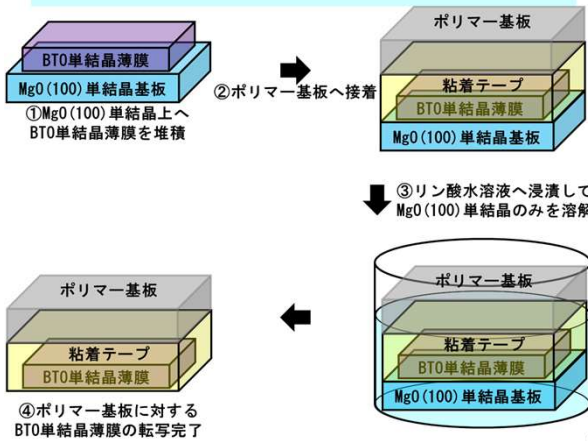 BTO単結晶薄膜
MgO(100)単結晶基板
①MgO(100)単結晶上へ
BTO単結晶薄膜を堆積
②ポリマー基板へ接着
ポリマー基板
粘着テープ
BTO単結晶薄膜
MgO(100)単結晶基板
③リン酸水溶液へ浸漬して
MgO(100)単結晶のみを溶解
ポリマー基板
粘着テープ
BTO単結晶薄膜
MgO(100)単結晶基板
ポリマー基板
粘着テープ
BTO単結晶薄膜
④ポリマー基板に対する
BTO単結晶薄膜の転写完了